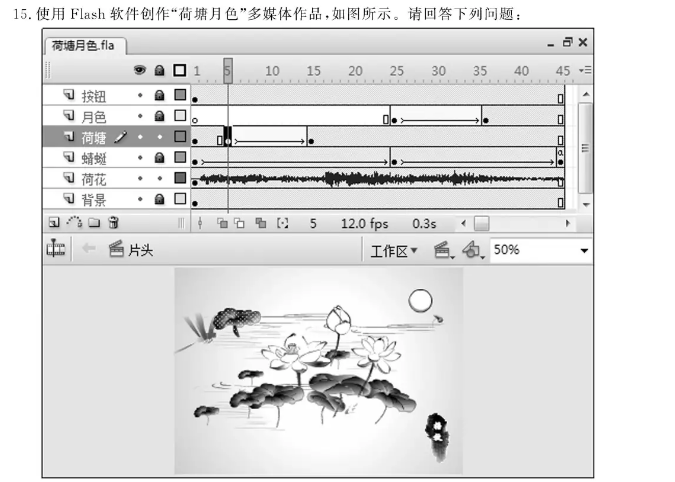 15.使用 Flash 软件创作“荷塘月色”多媒体作品,如图所示。请回答下列问题:
荷塘月色.fla
1 5 10 15 20 25 30 35 40 45
按钮
月色
荷塘
蜻蜓
a
荷花
背景
5 12.0 fps 0.3s
片头 工作区 50%